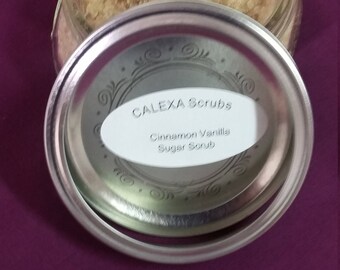 CALEXA Scrubs
Cinnamon Vanilla
Sugar Scrub